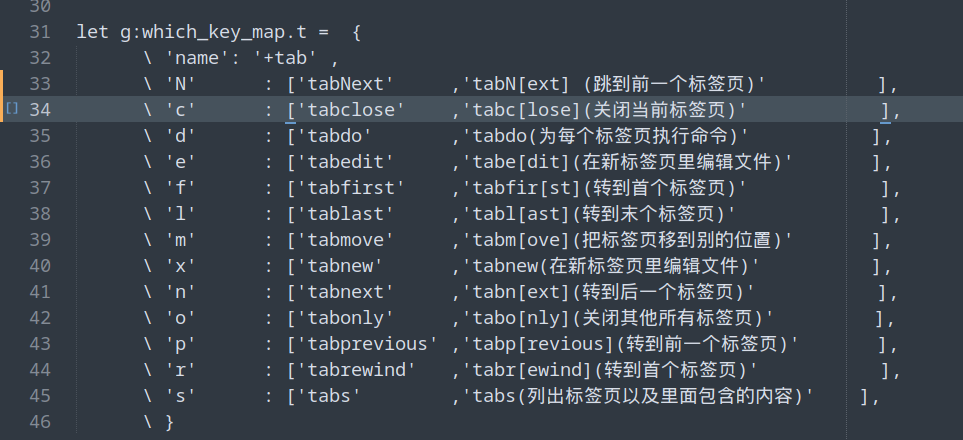 30
31 let g:which_key_map.t =  {
32       \ 'name': '+tab' ,
33       \ 'N'      : ['tabNext'     ,'tabN[ext] (跳到前一个标签页)'          ],
34       \ 'c'      : ['tabclose'    ,'tabc[lose](关闭当前标签页)'            ],
35       \ 'd'      : ['tabdo'       ,'tabdo(为每个标签页执行命令)'           ],
36       \ 'e'      : ['tabedit'     ,'tabe[dit](在新标签页里编辑文件)'       ],
37       \ 'f'      : ['tabfirst'    ,'tabfir[st](转到首个标签页)'            ],
38       \ 'l'      : ['tablast'     ,'tabl[ast](转到末个标签页)'             ],
39       \ 'm'      : ['tabmove'     ,'tabm[ove](把标签页移到别的位置)'       ],
40       \ 'x'      : ['tabnew'      ,'tabnew(在新标签页里编辑文件)'          ],
41       \ 'n'      : ['tabnext'     ,'tabn[ext](转到后一个标签页)'           ],
42       \ 'o'      : ['tabonly'     ,'tabo[nly](关闭其他所有标签页)'         ],
43       \ 'p'      : ['tabprevious' ,'tabp[revious](转到前一个标签页)'       ],
44       \ 'r'      : ['tabrewind'   ,'tabr[ewind](转到首个标签页)'           ],
45       \ 's'      : ['tabs'        ,'tabs(列出标签页以及里面包含的内容)'    ],
46       \ }